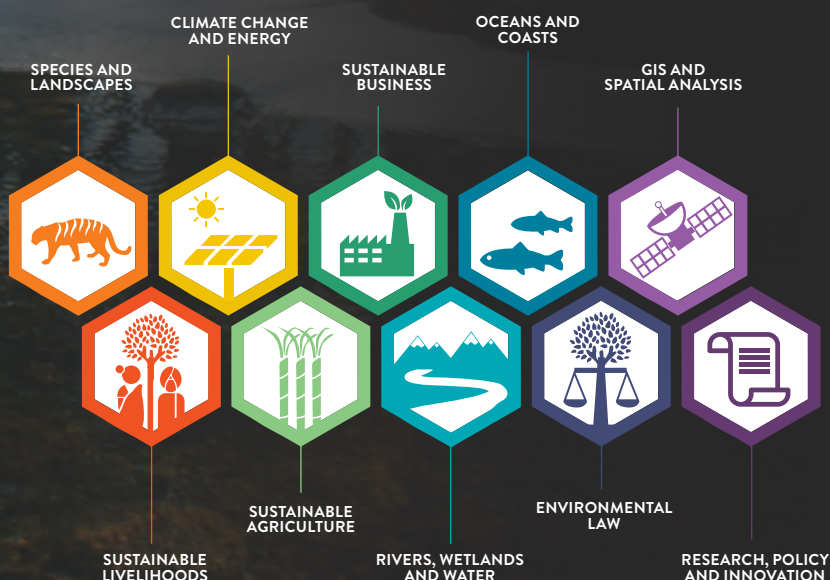 CLIMATE CHANGE
AND ENERGY
OCEANS AND
COASTS
SPECIES AND
LANDSCAPES
SUSTAINABLE
BUSINESS
GIS AND
SPATIAL ANALYSIS
SUSTAINABLE
AGRICULTURE
ENVIRONMENTAL
LAW
SUSTAINABLE
LIVELIHOODS
RIVERS, WETLANDS
AND WATER
RESEARCH, POLICY
AND INNOVATION